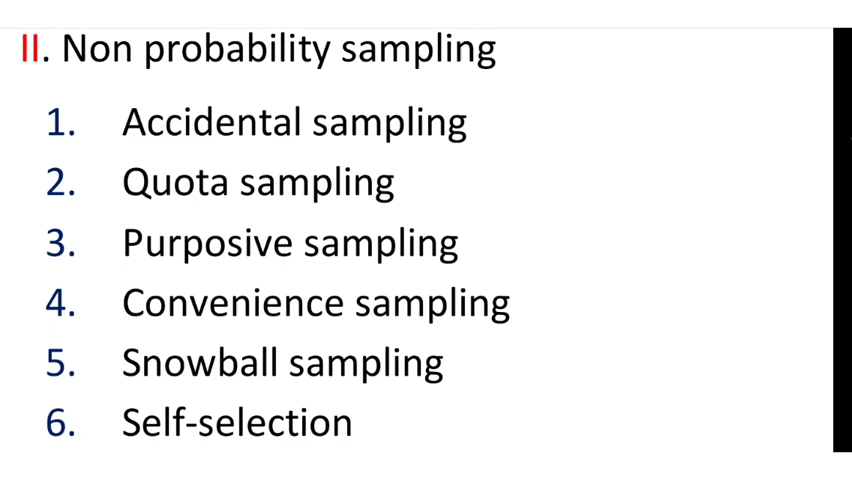 II. Non probability sampling
1. Accidental sampling
2. Quota sampling
3. Purposive sampling
4. Convenience sampling
5. Snowball sampling
6. Self-selection